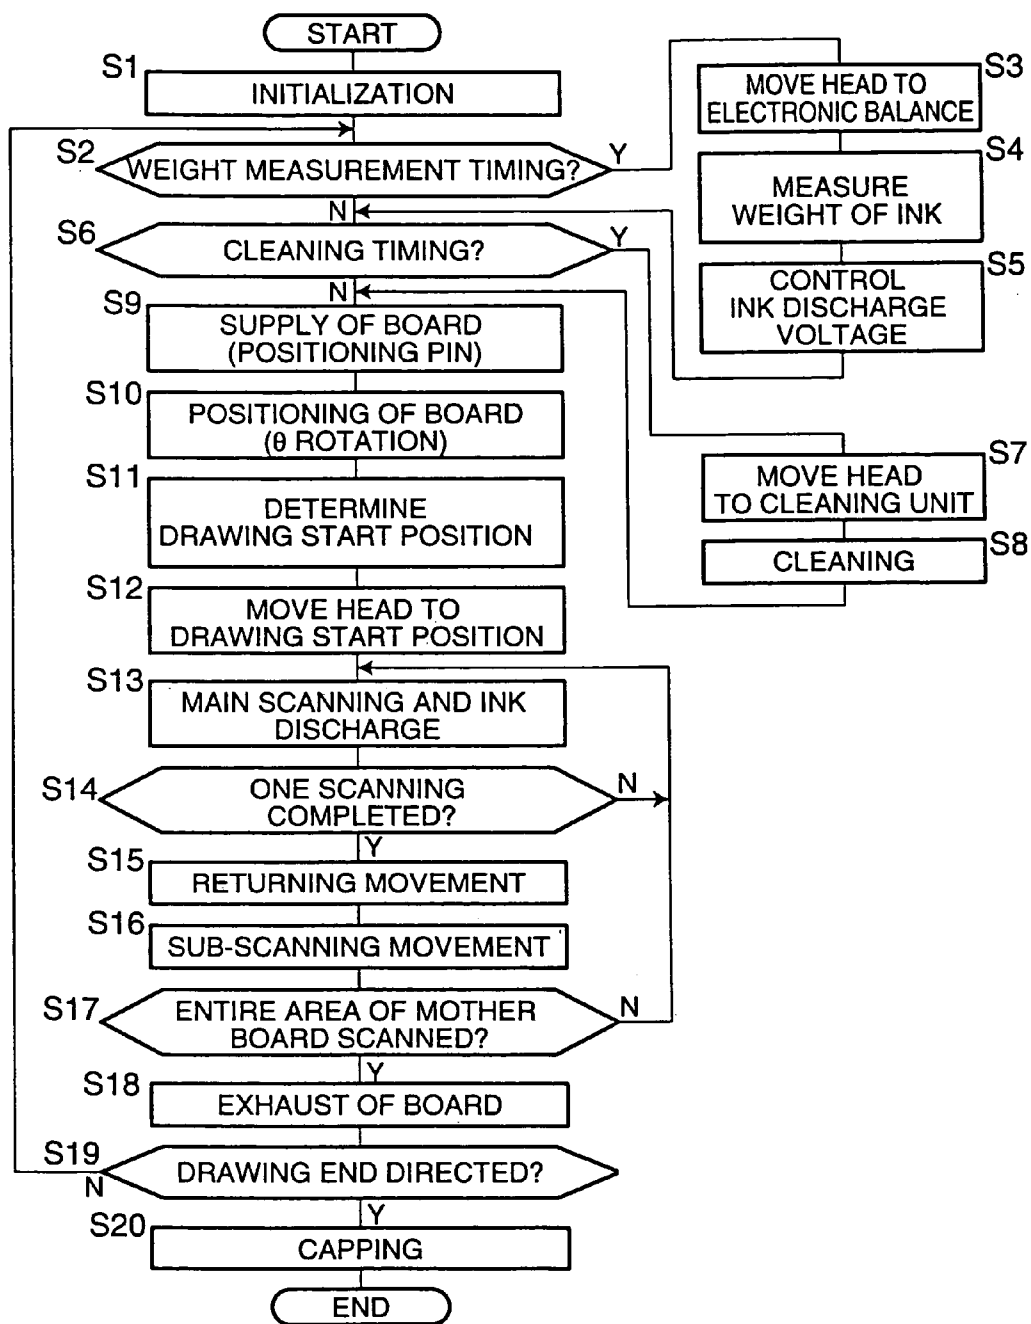 START
S1
INITIALIZATION
S2
WEIGHT MEASUREMENT TIMING?
Y
N
S3
MOVE HEAD TO
ELECTRONIC BALANCE
S4
MEASURE
WEIGHT OF INK
S5
CONTROL
INK DISCHARGE
VOLTAGE
S6
CLEANING TIMING?
Y
N
S7
MOVE HEAD
TO CLEANING UNIT
S8
CLEANING
S9
SUPPLY OF BOARD
(POSITIONING PIN)
S10
POSITIONING OF BOARD
(θ ROTATION)
S11
DETERMINE
DRAWING START POSITION
S12
MOVE HEAD TO
DRAWING START POSITION
S13
MAIN SCANNING AND INK
DISCHARGE
S14
ONE SCANNING
COMPLETED?
N
Y
S15
RETURNING MOVEMENT
S16
SUB-SCANNING MOVEMENT
S17
ENTIRE AREA OF MOTHER
BOARD SCANNED?
N
Y
S18
EXHAUST OF BOARD
S19
DRAWING END DIRECTED?
N
Y
S20
CAPPING
END